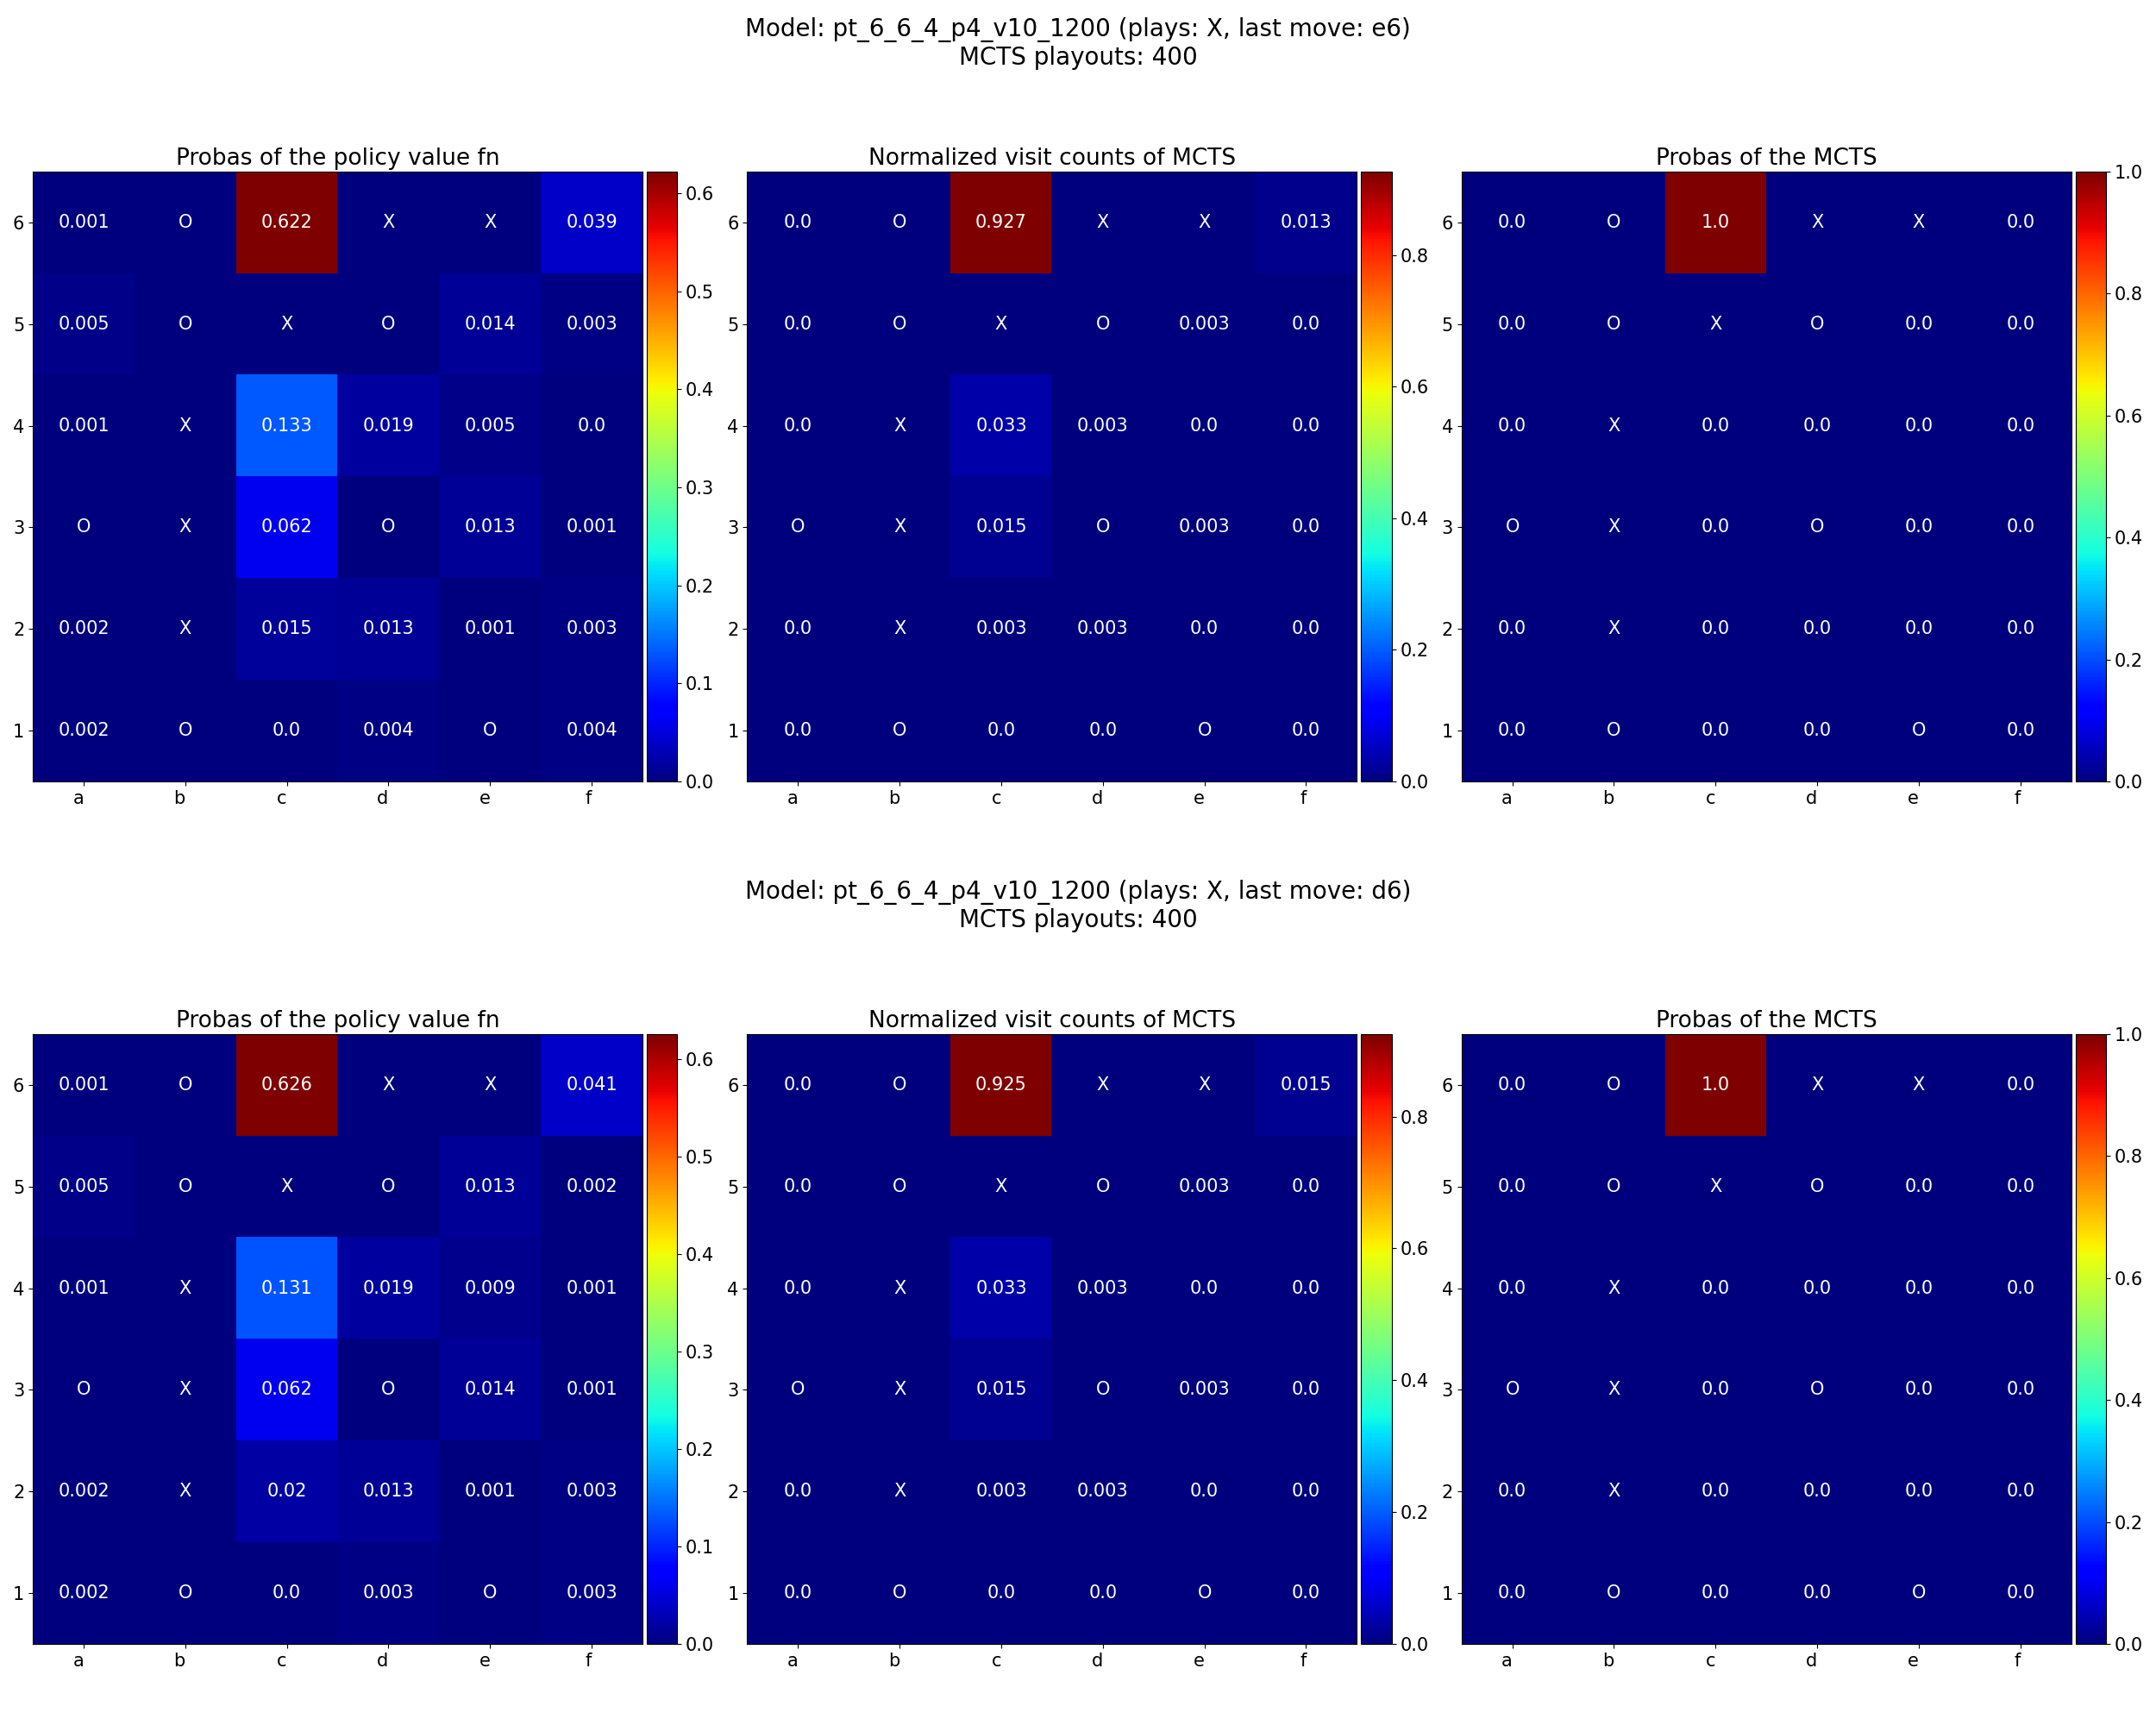 Model: pt_6_6_4_p4_v10_1200 (plays: X, last move: e6)
MCTS playouts: 400
Probas of the policy value fn
6 0.001 O 0.622 X X 0.039
5 0.005 O X O 0.014 0.003
4 0.001 X 0.133 0.019 0.005 0.0
3 O X 0.062 O 0.013 0.001
2 0.002 X 0.015 0.013 0.001 0.003
1 0.002 O 0.0 0.004 O 0.004
a b c d e f
0.6
0.5
0.4
0.3
0.2
0.1
0.0
Normalized visit counts of MCTS
6 0.0 O 0.927 X X 0.013
5 0.0 O X O 0.003 0.0
4 0.0 X 0.033 0.003 0.0 0.0
3 O X 0.015 O 0.003 0.0
2 0.0 X 0.003 0.003 0.0 0.0
1 0.0 O 0.0 0.0 O 0.0
a b c d e f
0.8
0.6
0.4
0.2
0.0
Probas of the MCTS
6 0.0 O 1.0 X X 0.0
5 0.0 O X O 0.0 0.0
4 0.0 X 0.0 0.0 0.0 0.0
3 O X 0.0 O 0.0 0.0
2 0.0 X 0.0 0.0 0.0 0.0
1 0.0 O 0.0 0.0 O 0.0
a b c d e f
1.0
0.8
0.6
0.4
0.2
0.0
Model: pt_6_6_4_p4_v10_1200 (plays: X, last move: d6)
MCTS playouts: 400
Probas of the policy value fn
6 0.001 O 0.626 X X 0.041
5 0.005 O X O 0.013 0.002
4 0.001 X 0.131 0.019 0.009 0.001
3 O X 0.062 O 0.014 0.001
2 0.002 X 0.02 0.013 0.001 0.003
1 0.002 O 0.0 0.003 O 0.003
a b c d e f
0.6
0.5
0.4
0.3
0.2
0.1
0.0
Normalized visit counts of MCTS
6 0.0 O 0.925 X X 0.015
5 0.0 O X O 0.003 0.0
4 0.0 X 0.033 0.003 0.0 0.0
3 O X 0.015 O 0.003 0.0
2 0.0 X 0.003 0.003 0.0 0.0
1 0.0 O 0.0 0.0 O 0.0
a b c d e f
0.8
0.6
0.4
0.2
0.0
Probas of the MCTS
6 0.0 O 1.0 X X 0.0
5 0.0 O X O 0.0 0.0
4 0.0 X 0.0 0.0 0.0 0.0
3 O X 0.0 O 0.0 0.0
2 0.0 X 0.0 0.0 0.0 0.0
1 0.0 O 0.0 0.0 O 0.0
a b c d e f
1.0
0.8
0.6
0.4
0.2
0.0